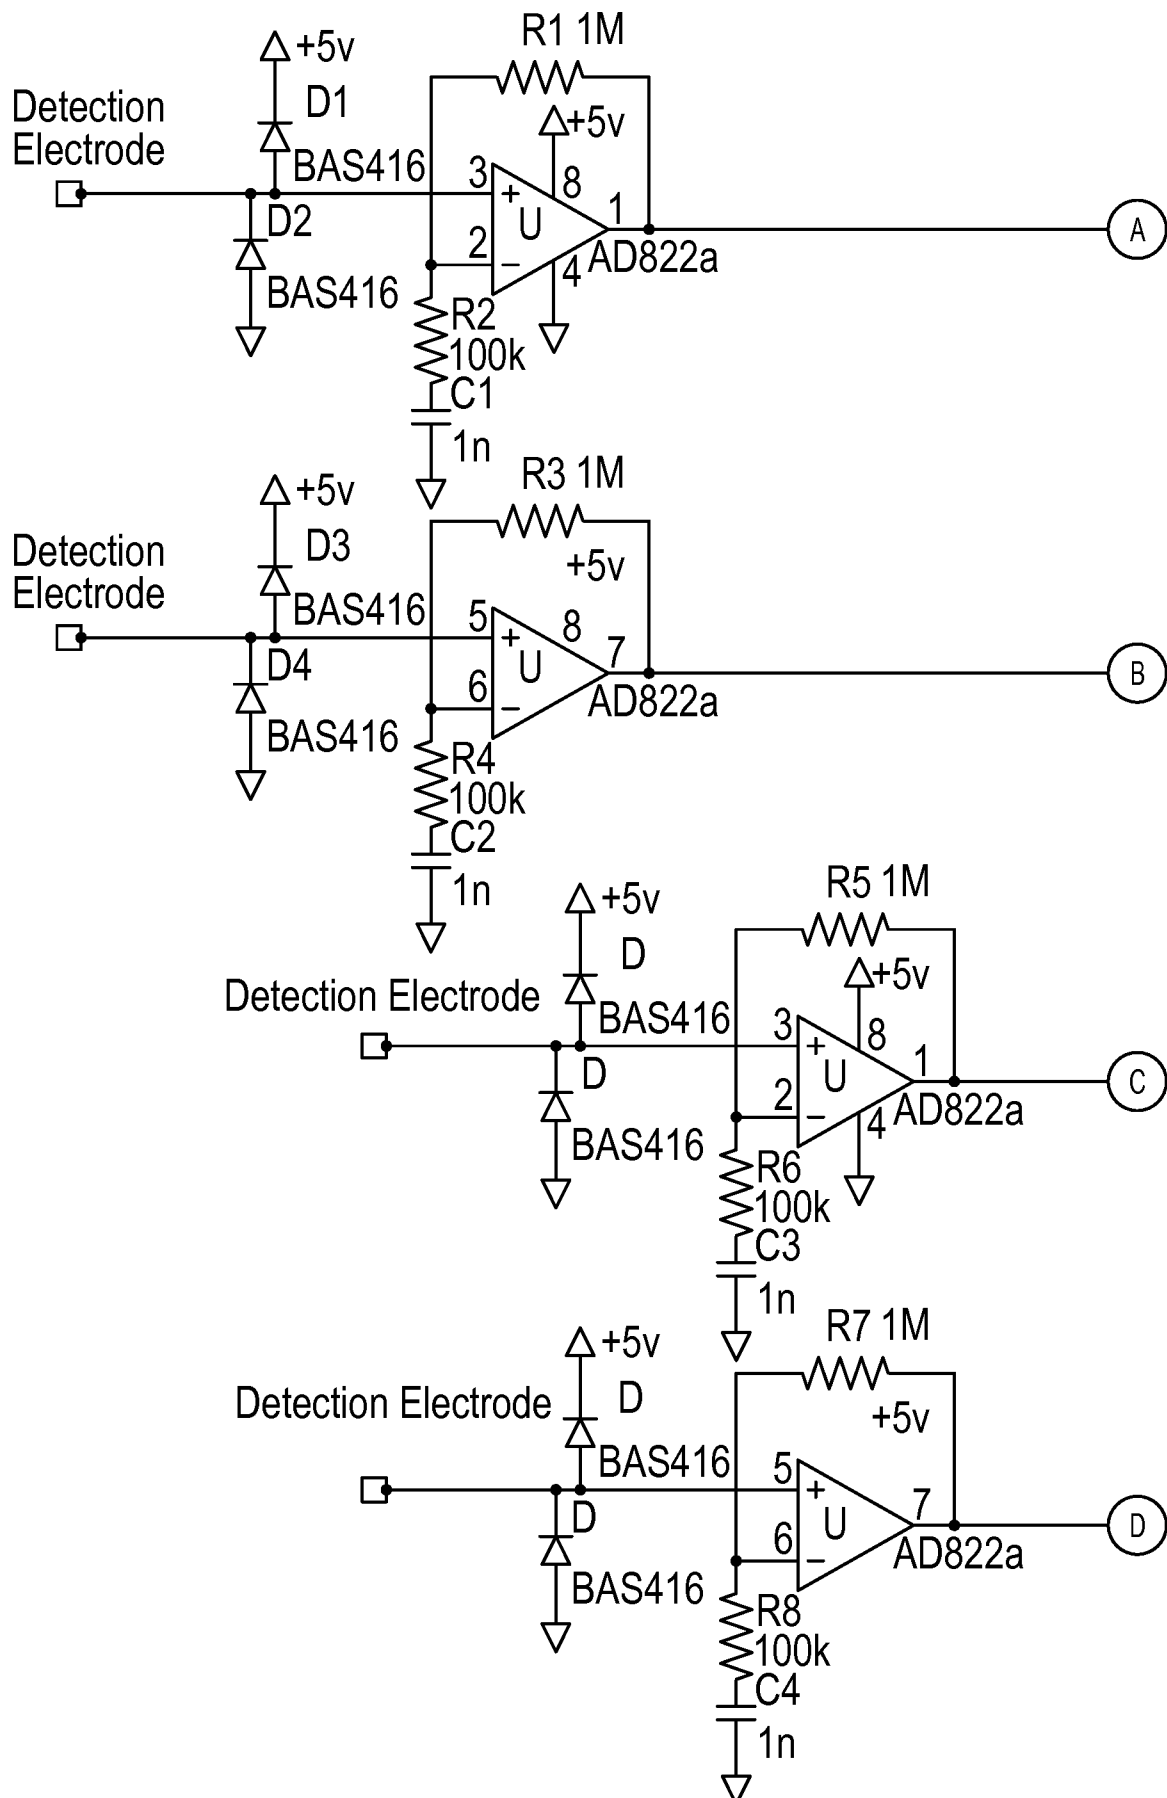 R1 1M
+5v
D1
+5v
Detection
Electrode
BAS416
3
+
8
1
D2
U
2
−
4
AD822a
BAS416
R2
100k
C1
1n
A
R3 1M
+5v
D3
+5v
Detection
Electrode
BAS416
5
+
8
7
D4
U
6
−
AD822a
BAS416
R4
100k
C2
1n
B
R5 1M
+5v
D
+5v
Detection Electrode
BAS416
3
+
8
1
D
U
2
−
4
AD822a
BAS416
R6
100k
C3
1n
C
R7 1M
+5v
D
+5v
Detection Electrode
BAS416
5
+
7
D
U
6
−
AD822a
BAS416
R8
100k
C4
1n
D